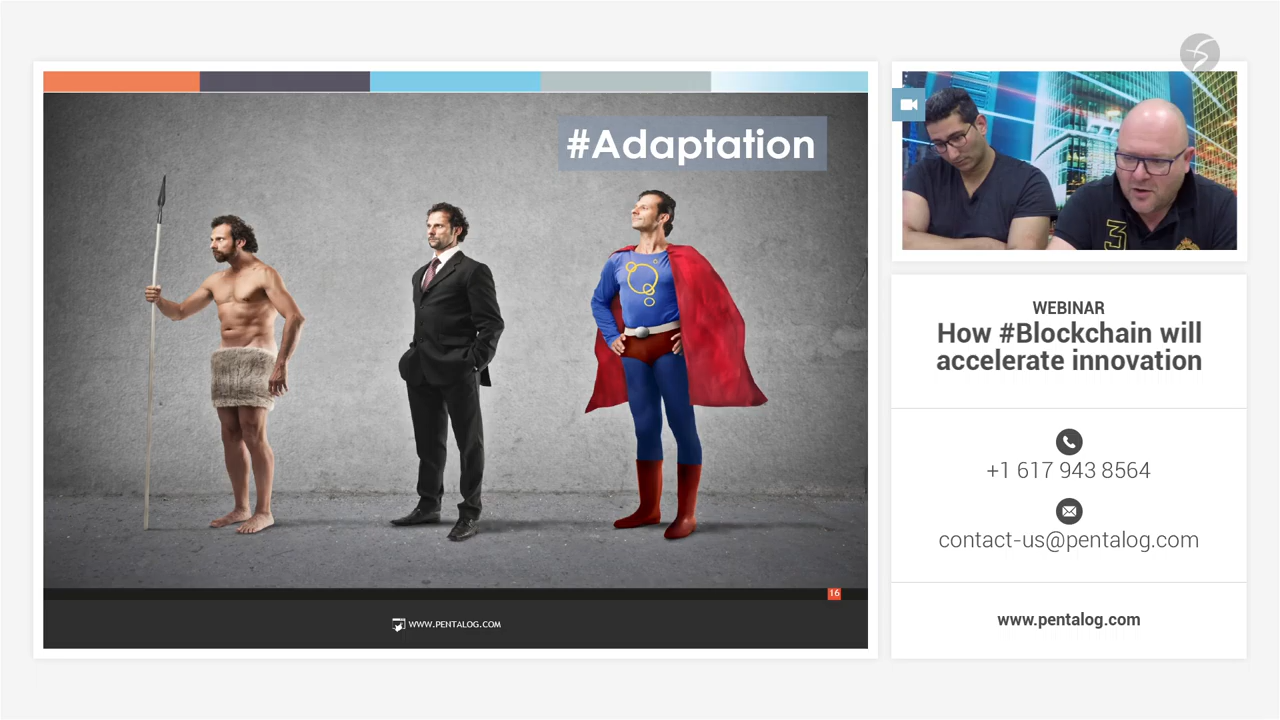 #Adaptation
16
WWW.PENTALOG.COM
WEBINAR
How #Blockchain will
accelerate innovation
+1 617 943 8564
contact-us@pentalog.com
www.pentalog.com